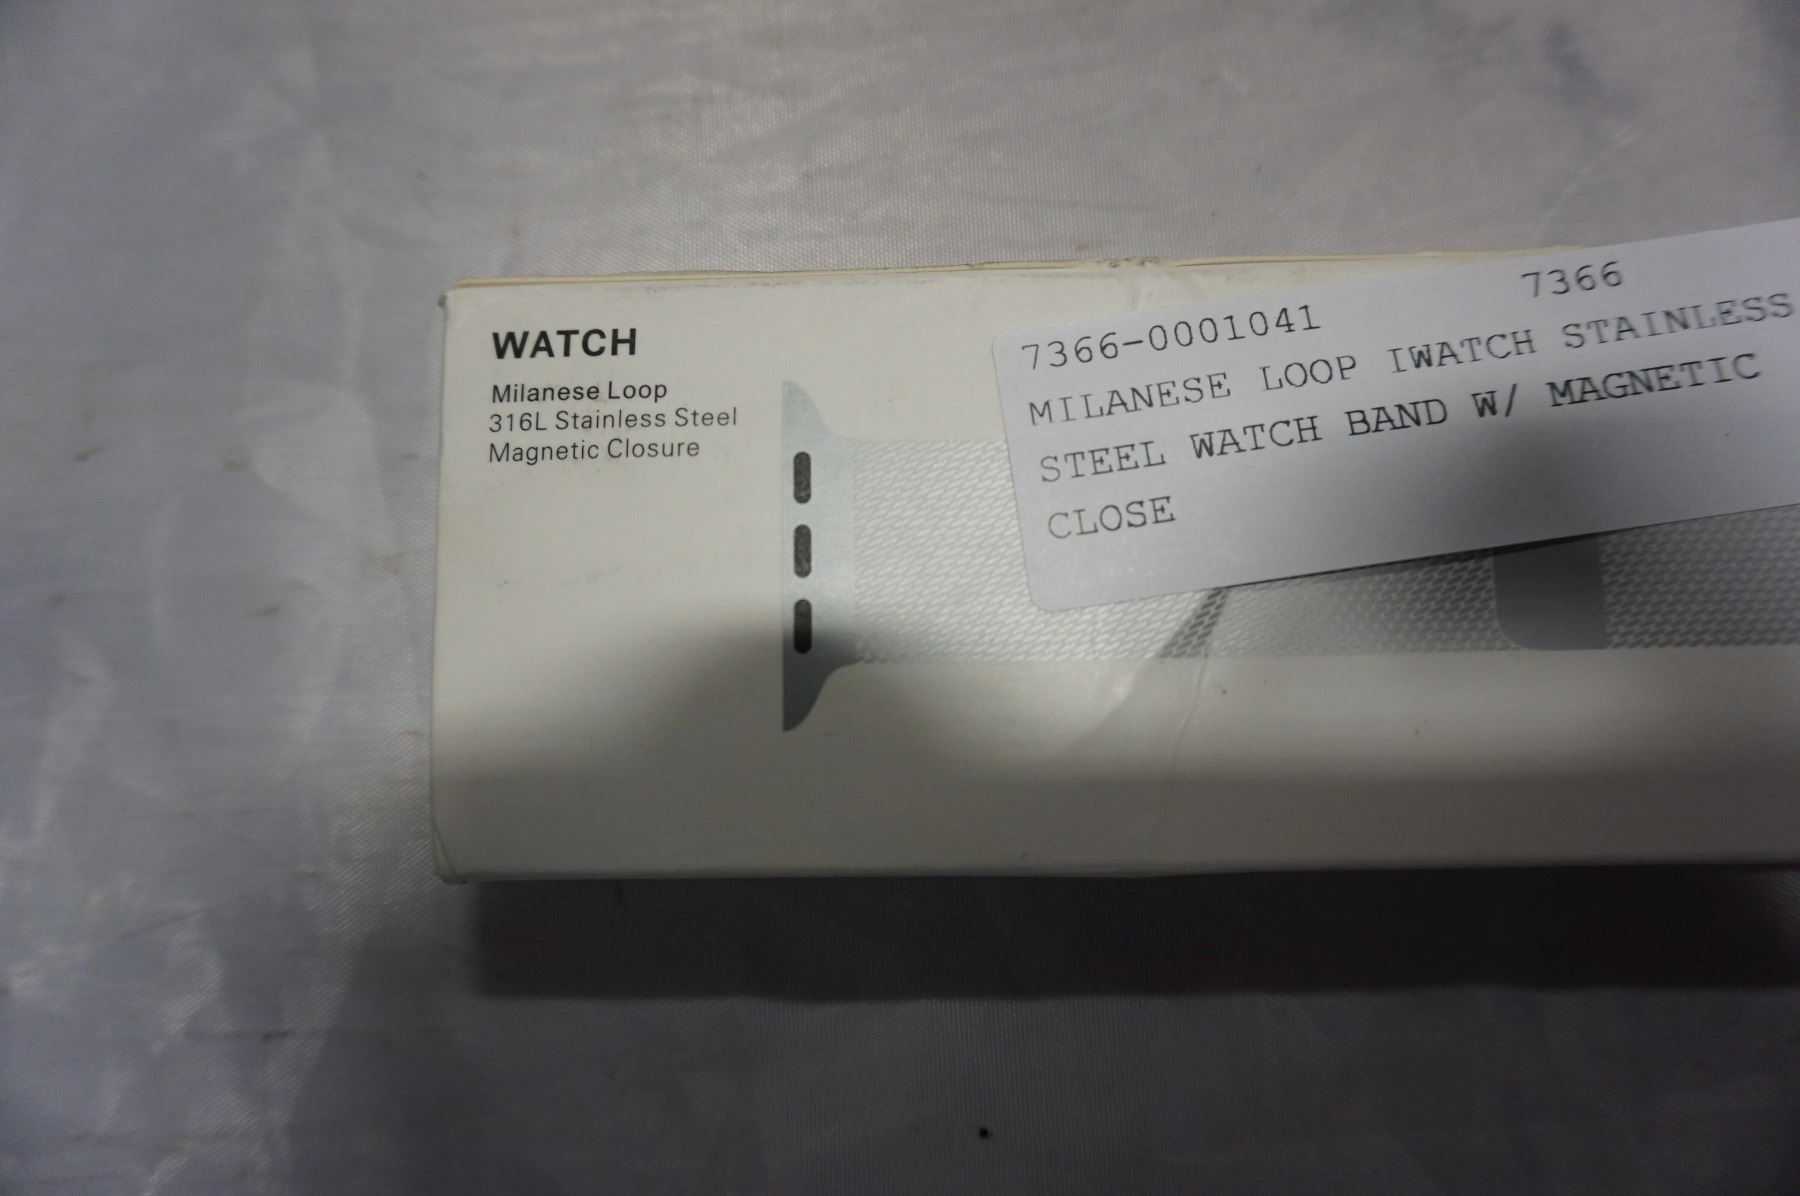 WATCH
Milanese Loop
316L Stainless Steel
Magnetic Closure
7366-0001041 7366
MILANESE LOOP IWATCH STAINLESS
STEEL WATCH BAND W/ MAGNETIC
CLOSE